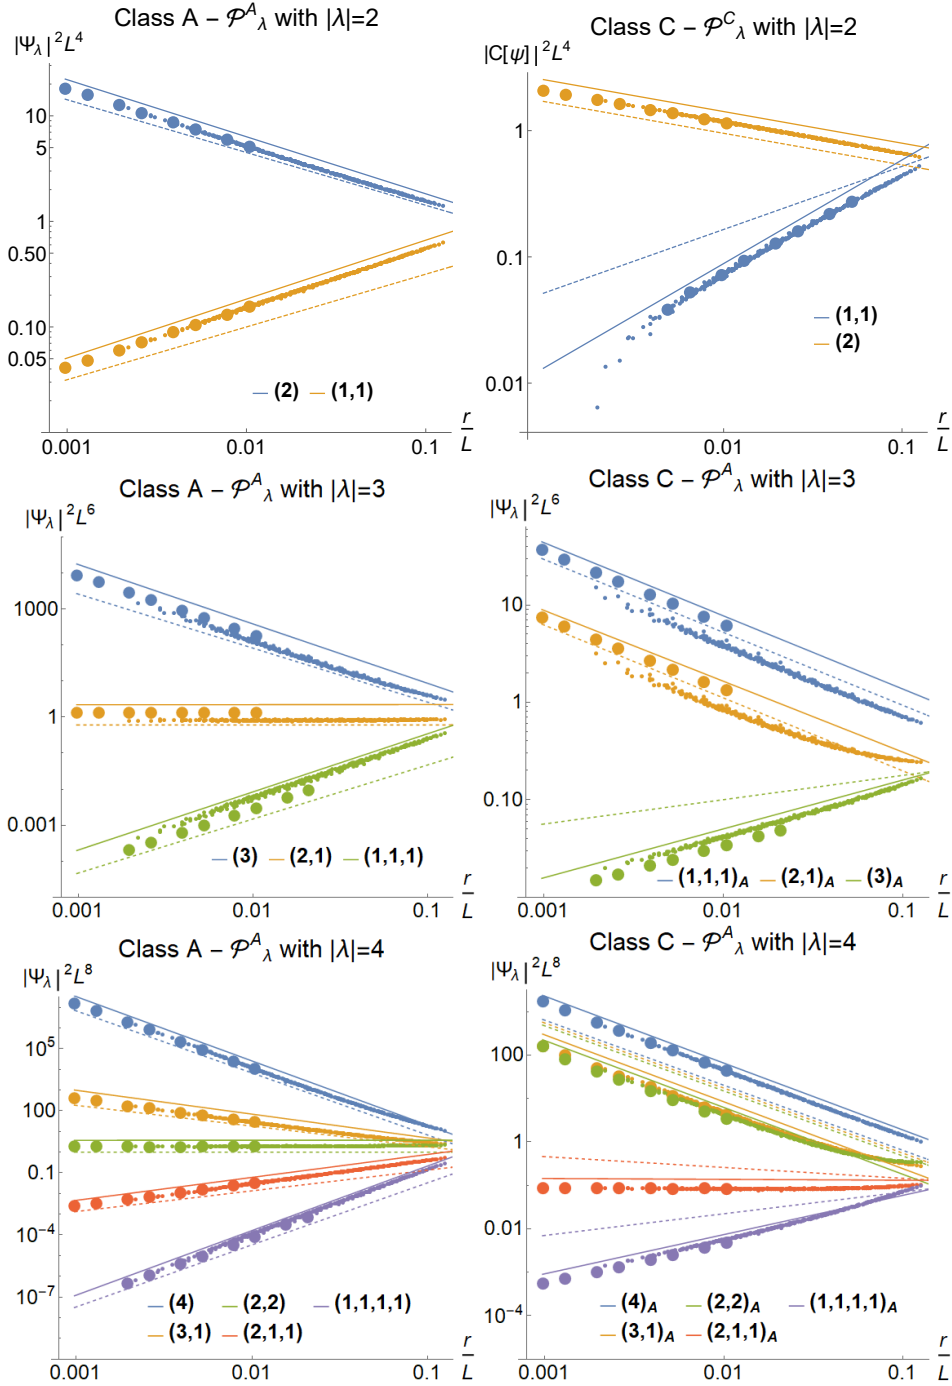 Class A – 𝒫^A_λ with |λ|=2
|Ψ_λ|²L⁴
10
5
1
0.50
0.10
0.05
(2) (1,1)
0.001 0.01 0.1
r/L
Class C – 𝒫^C_λ with |λ|=2
|C[ψ]|²L⁴
1
0.1
0.01
(1,1)
(2)
0.001 0.01 0.1
r/L
Class A – 𝒫^A_λ with |λ|=3
|Ψ_λ|²L⁶
1000
1
0.001
(3) (2,1) (1,1,1)
0.001 0.01 0.1
r/L
Class C – 𝒫^A_λ with |λ|=3
|Ψ_λ|²L⁶
10
1
0.10
(1,1,1)_A (2,1)_A (3)_A
0.001 0.01 0.1
r/L
Class A – 𝒫^A_λ with |λ|=4
|Ψ_λ|²L⁸
10⁵
100
0.1
10⁻⁴
10⁻⁷
(4) (2,2) (1,1,1,1)
(3,1) (2,1,1)
0.001 0.01 0.1
r/L
Class C – 𝒫^A_λ with |λ|=4
|Ψ_λ|²L⁸
100
1
0.01
10⁻⁴
(4)_A (2,2)_A (1,1,1,1)_A
(3,1)_A (2,1,1)_A
0.001 0.01 0.1
r/L